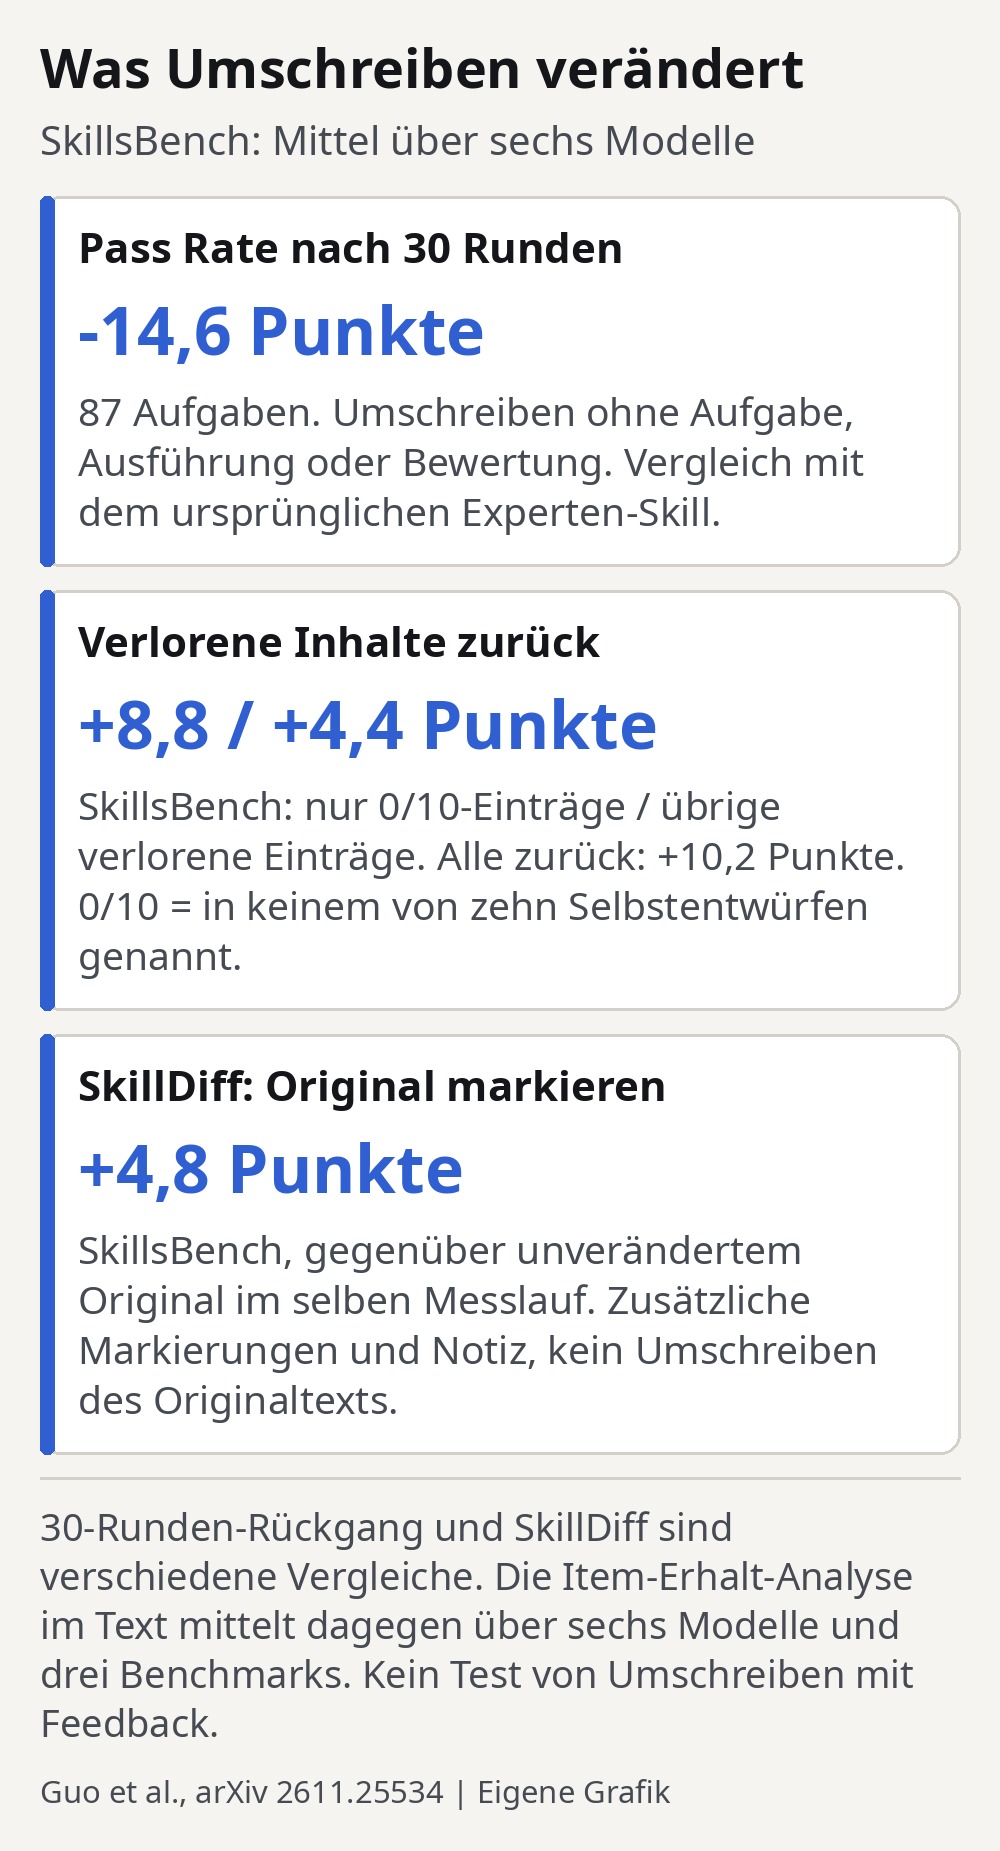 Was Umschreiben verändert
SkillsBench: Mittel über sechs Modelle
Pass Rate nach 30 Runden
-14,6 Punkte
87 Aufgaben. Umschreiben ohne Aufgabe,
Ausführung oder Bewertung. Vergleich mit
dem ursprünglichen Experten-Skill.
Verlorene Inhalte zurück
+8,8 / +4,4 Punkte
SkillsBench: nur 0/10-Einträge / übrige
verlorene Einträge. Alle zurück: +10,2 Punkte.
0/10 = in keinem von zehn Selbstentwürfen
genannt.
SkillDiff: Original markieren
+4,8 Punkte
SkillsBench, gegenüber unverändertem
Original im selben Messlauf. Zusätzliche
Markierungen und Notiz, kein Umschreiben
des Originaltexts.
30-Runden-Rückgang und SkillDiff sind
verschiedene Vergleiche. Die Item-Erhalt-Analyse
im Text mittelt dagegen über sechs Modelle und
drei Benchmarks. Kein Test von Umschreiben mit
Feedback.
Guo et al., arXiv 2611.25534 | Eigene Grafik